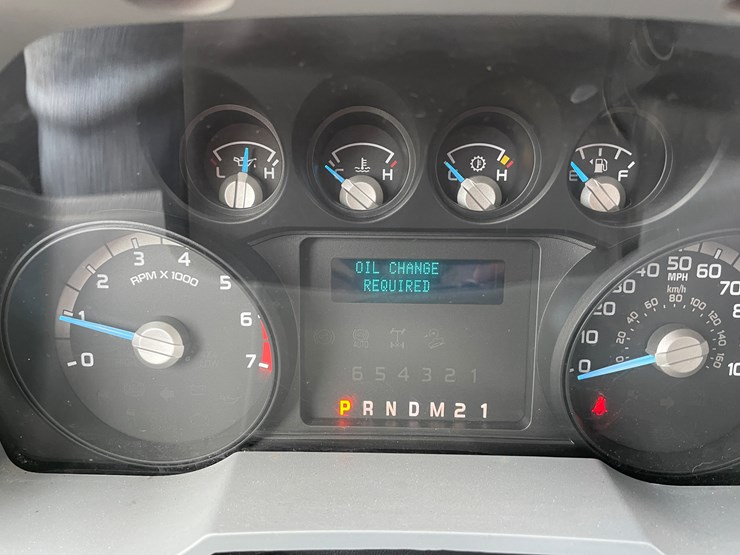 L H
C H
C H
E F
0 1 2 3 4 5 6 7
RPM X 1000
OIL CHANGE
REQUIRED
6 5 4 3 2 1
P R N D M 2 1
0 10 20 30 40 50 60 70
MPH
km/h
20 40 60 80 100 120 140 160